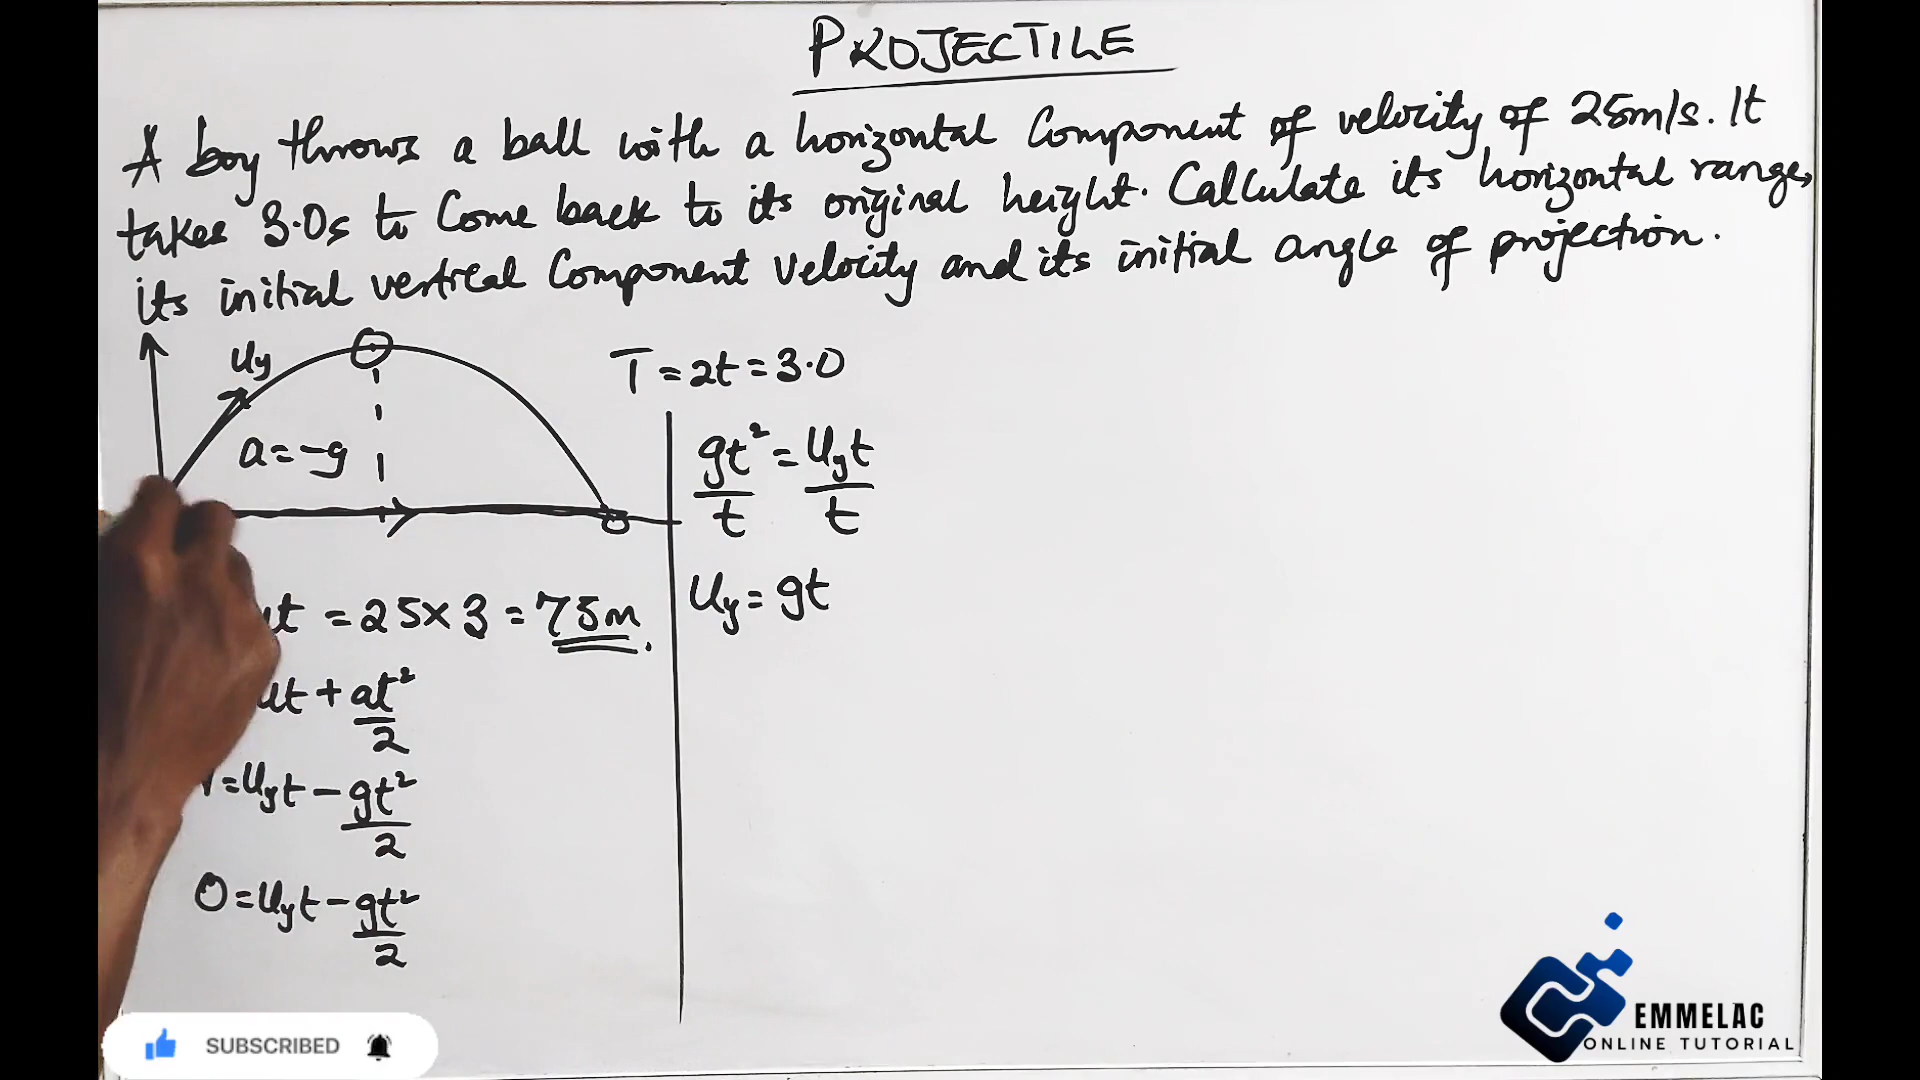 PROJECTILE
A boy throws a ball with a horizontal component of velocity of 25m/s. It
takes 3.0s to come back to its original height. Calculate its horizontal range,
its initial vertical component velocity and its initial angle of projection.
Uy
a=-g
T=2t=3.0
gt²/t = Uyt/t
Uy=gt
t = 25×3 = 75m.
ut + at²/2
=Uyt - gt²/2
0=Uyt - gt²/2
SUBSCRIBED
EMMELAC
ONLINE TUTORIAL